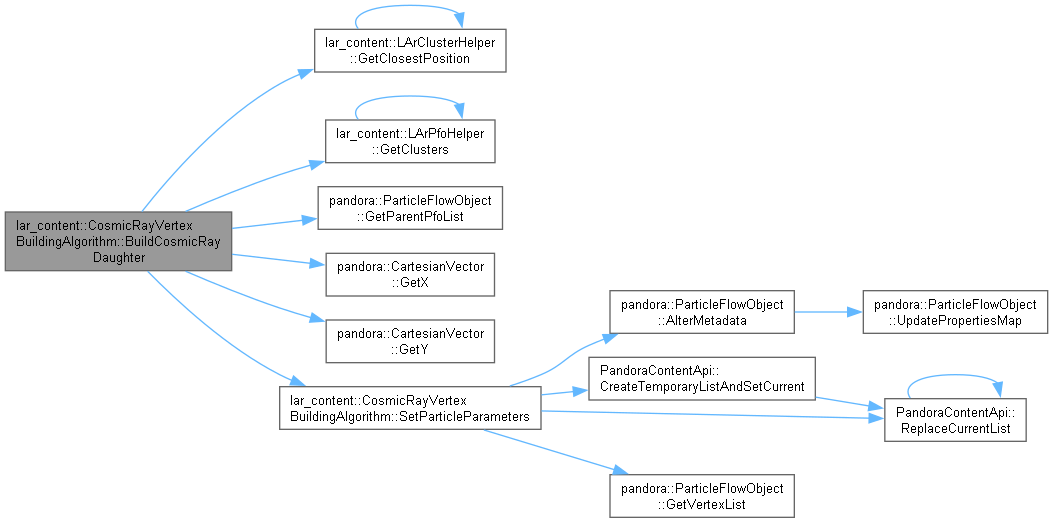 lar_content::LArClusterHelper
::GetClosestPosition
lar_content::LArPfoHelper
::GetClusters
pandora::ParticleFlowObject
::GetParentPfoList
lar_content::CosmicRayVertex
BuildingAlgorithm::BuildCosmicRay
Daughter
pandora::CartesianVector
::GetX
pandora::CartesianVector
::GetY
lar_content::CosmicRayVertex
BuildingAlgorithm::SetParticleParameters
pandora::ParticleFlowObject
::AlterMetadata
pandora::ParticleFlowObject
::UpdatePropertiesMap
PandoraContentApi::
CreateTemporaryListAndSetCurrent
PandoraContentApi::
ReplaceCurrentList
pandora::ParticleFlowObject
::GetVertexList